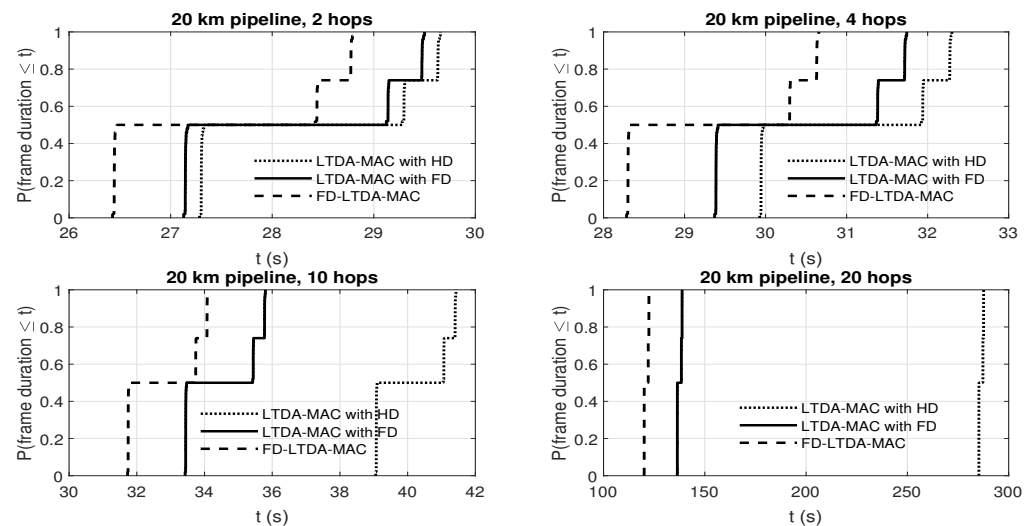 20 km pipeline, 2 hops
P(frame duration ≤ t)
1
0.8
0.6
0.4
0.2
0
LTDA-MAC with HD
LTDA-MAC with FD
FD-LTDA-MAC
26 27 28 29 30
t (s)
20 km pipeline, 4 hops
P(frame duration ≤ t)
1
0.8
0.6
0.4
0.2
0
LTDA-MAC with HD
LTDA-MAC with FD
FD-LTDA-MAC
28 29 30 31 32 33
t (s)
20 km pipeline, 10 hops
P(frame duration ≤ t)
1
0.8
0.6
0.4
0.2
0
LTDA-MAC with HD
LTDA-MAC with FD
FD-LTDA-MAC
30 32 34 36 38 40 42
t (s)
20 km pipeline, 20 hops
P(frame duration ≤ t)
1
0.8
0.6
0.4
0.2
0
LTDA-MAC with HD
LTDA-MAC with FD
FD-LTDA-MAC
100 150 200 250 300
t (s)